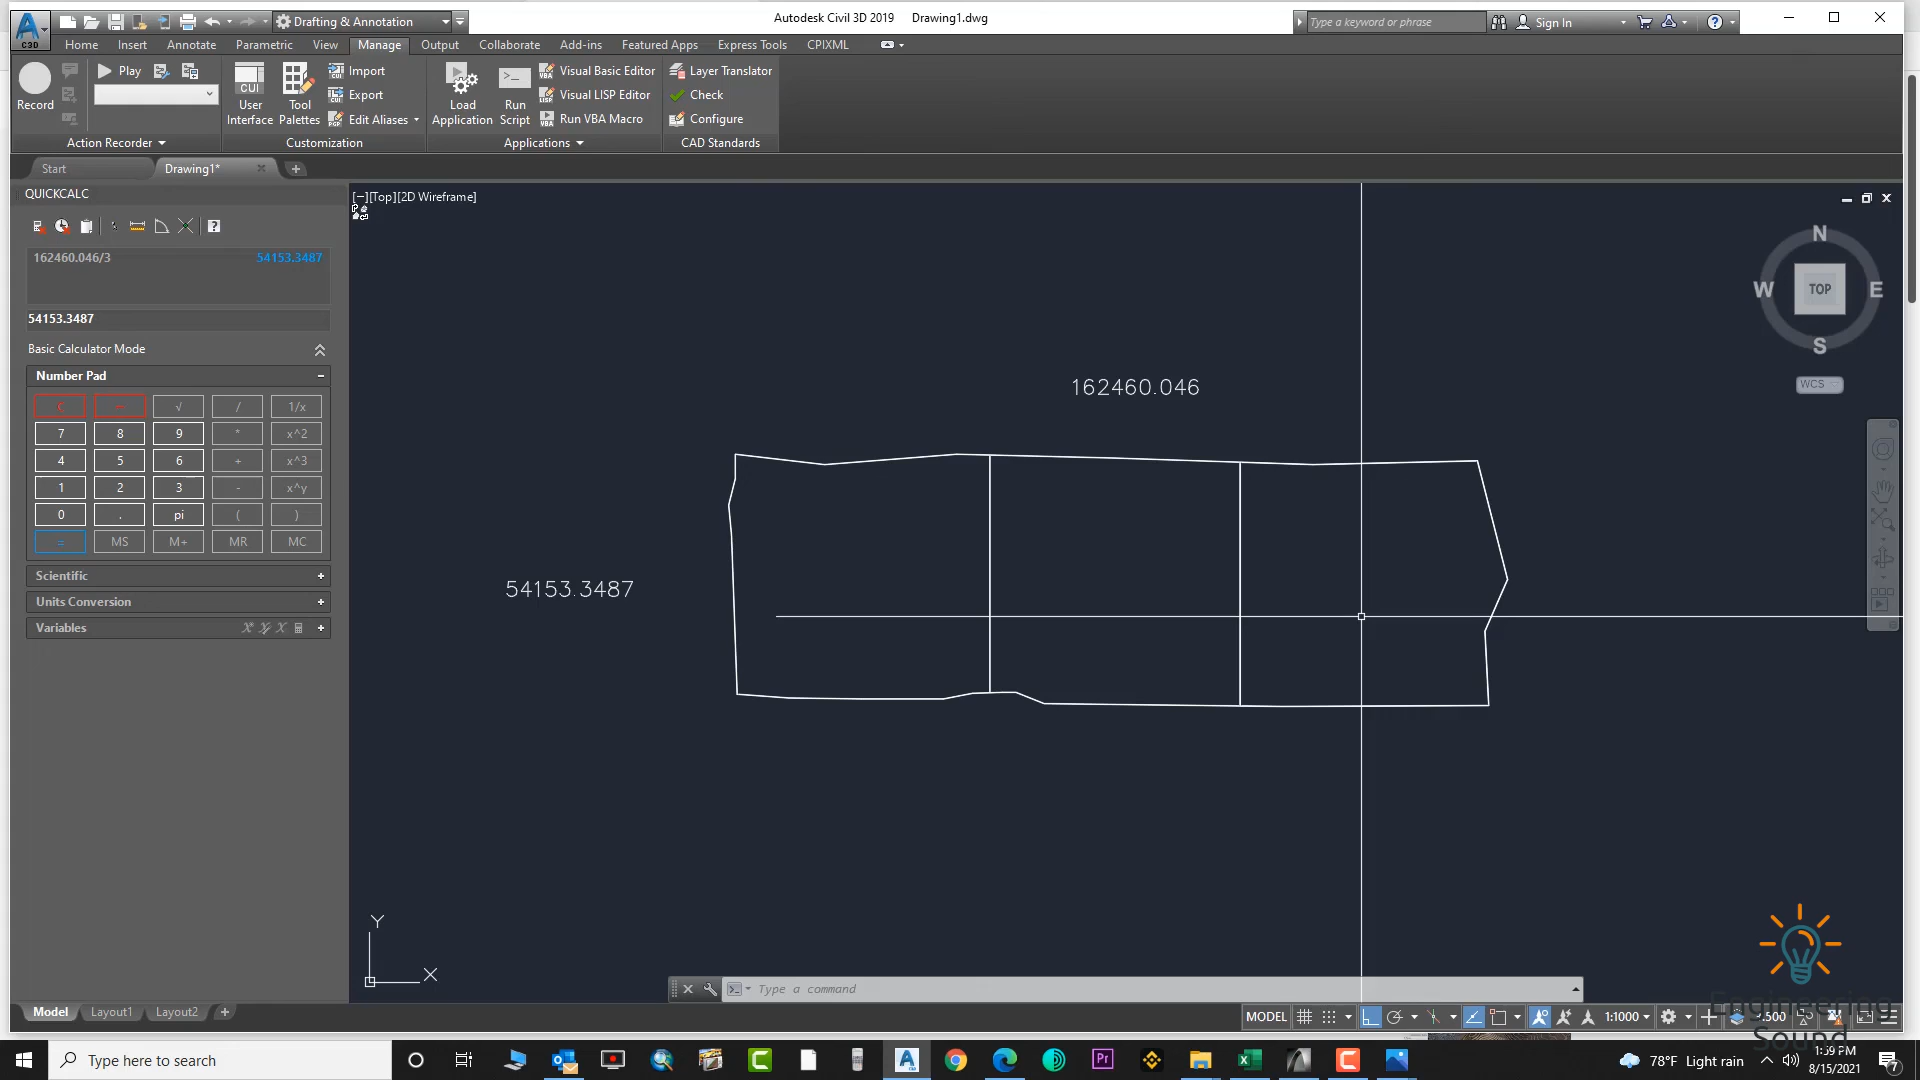 Autodesk Civil 3D 2019 Drawing1.dwg
C3D
Drafting & Annotation
Type a keyword or phrase
Sign In
Home Insert Annotate Parametric View Manage Output Collaborate Add-ins Featured Apps Express Tools CPIXML
Record
Play
Action Recorder
CUI
User
Interface
Tool
Palettes
Import
Export
Edit Aliases
Customization
Load
Application
Run
Script
Visual Basic Editor
Visual LISP Editor
Run VBA Macro
Applications
Layer Translator
Check
Configure
CAD Standards
Start Drawing1*
QUICKCALC
162460.046/3 54153.3487
54153.3487
Basic Calculator Mode
Number Pad
C √ / 1/x
7 8 9 * x^2
4 5 6 + x^3
1 2 3 - x^y
0 . pi ( )
= MS M+ MR MC
Scientific
Units Conversion
Variables
[−][Top][2D Wireframe]
N
W TOP E
S
WCS
162460.046
54153.3487
Y
X
Type a command
Model Layout1 Layout2
MODEL 1:1000 .500
Engineering
Sound
Type here to search
78°F Light rain
1:39 PM
8/15/2021
7